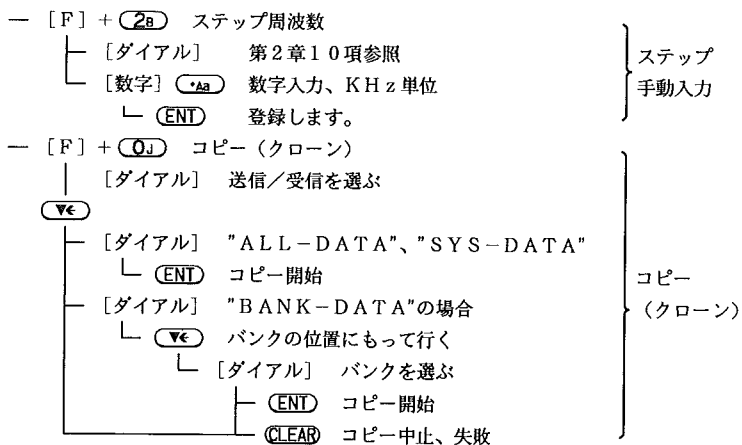 [F]+(2B) ステップ周波数
[ダイアル] 第2章10項参照
[数字](・Aa) 数字入力、KHz単位
(ENT) 登録します。
ステップ
手動入力
[F]+(0J) コピー(クローン)
[ダイアル] 送信/受信を選ぶ
(▼←)
[ダイアル] "ALL-DATA"、"SYS-DATA"
(ENT) コピー開始
[ダイアル] "BANK-DATA"の場合
(▼←) バンクの位置にもって行く
[ダイアル] バンクを選ぶ
(ENT) コピー開始
(CLEAR) コピー中止、失敗
コピー
(クローン)